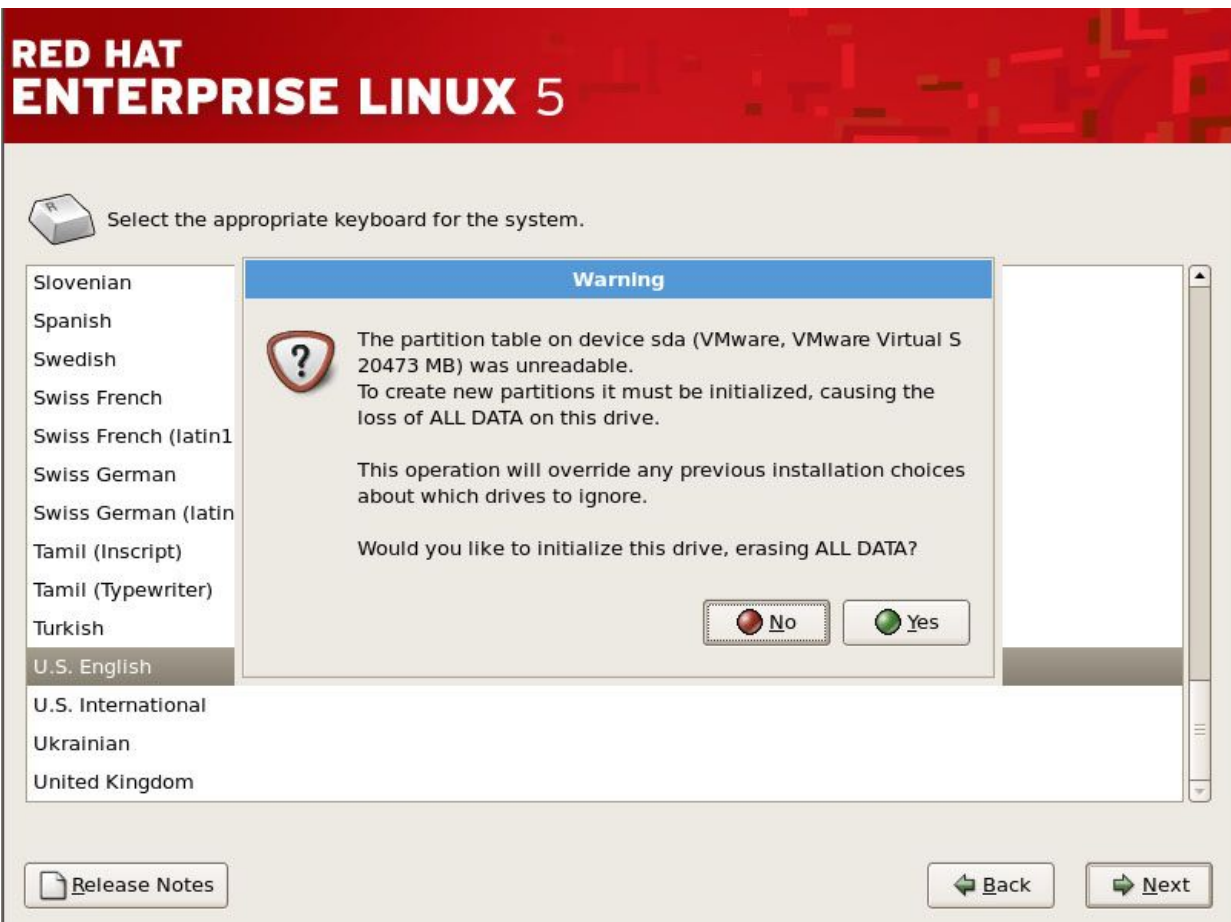 RED HAT
ENTERPRISE LINUX 5
Select the appropriate keyboard for the system.
Slovenian
Spanish
Swedish
Swiss French
Swiss French (latin1
Swiss German
Swiss German (latin
Tamil (Inscript)
Tamil (Typewriter)
Turkish
U.S. English
U.S. International
Ukrainian
United Kingdom
Warning
The partition table on device sda (VMware, VMware Virtual S
20473 MB) was unreadable.
To create new partitions it must be initialized, causing the
loss of ALL DATA on this drive.
This operation will override any previous installation choices
about which drives to ignore.
Would you like to initialize this drive, erasing ALL DATA?
No
Yes
Release Notes
Back
Next